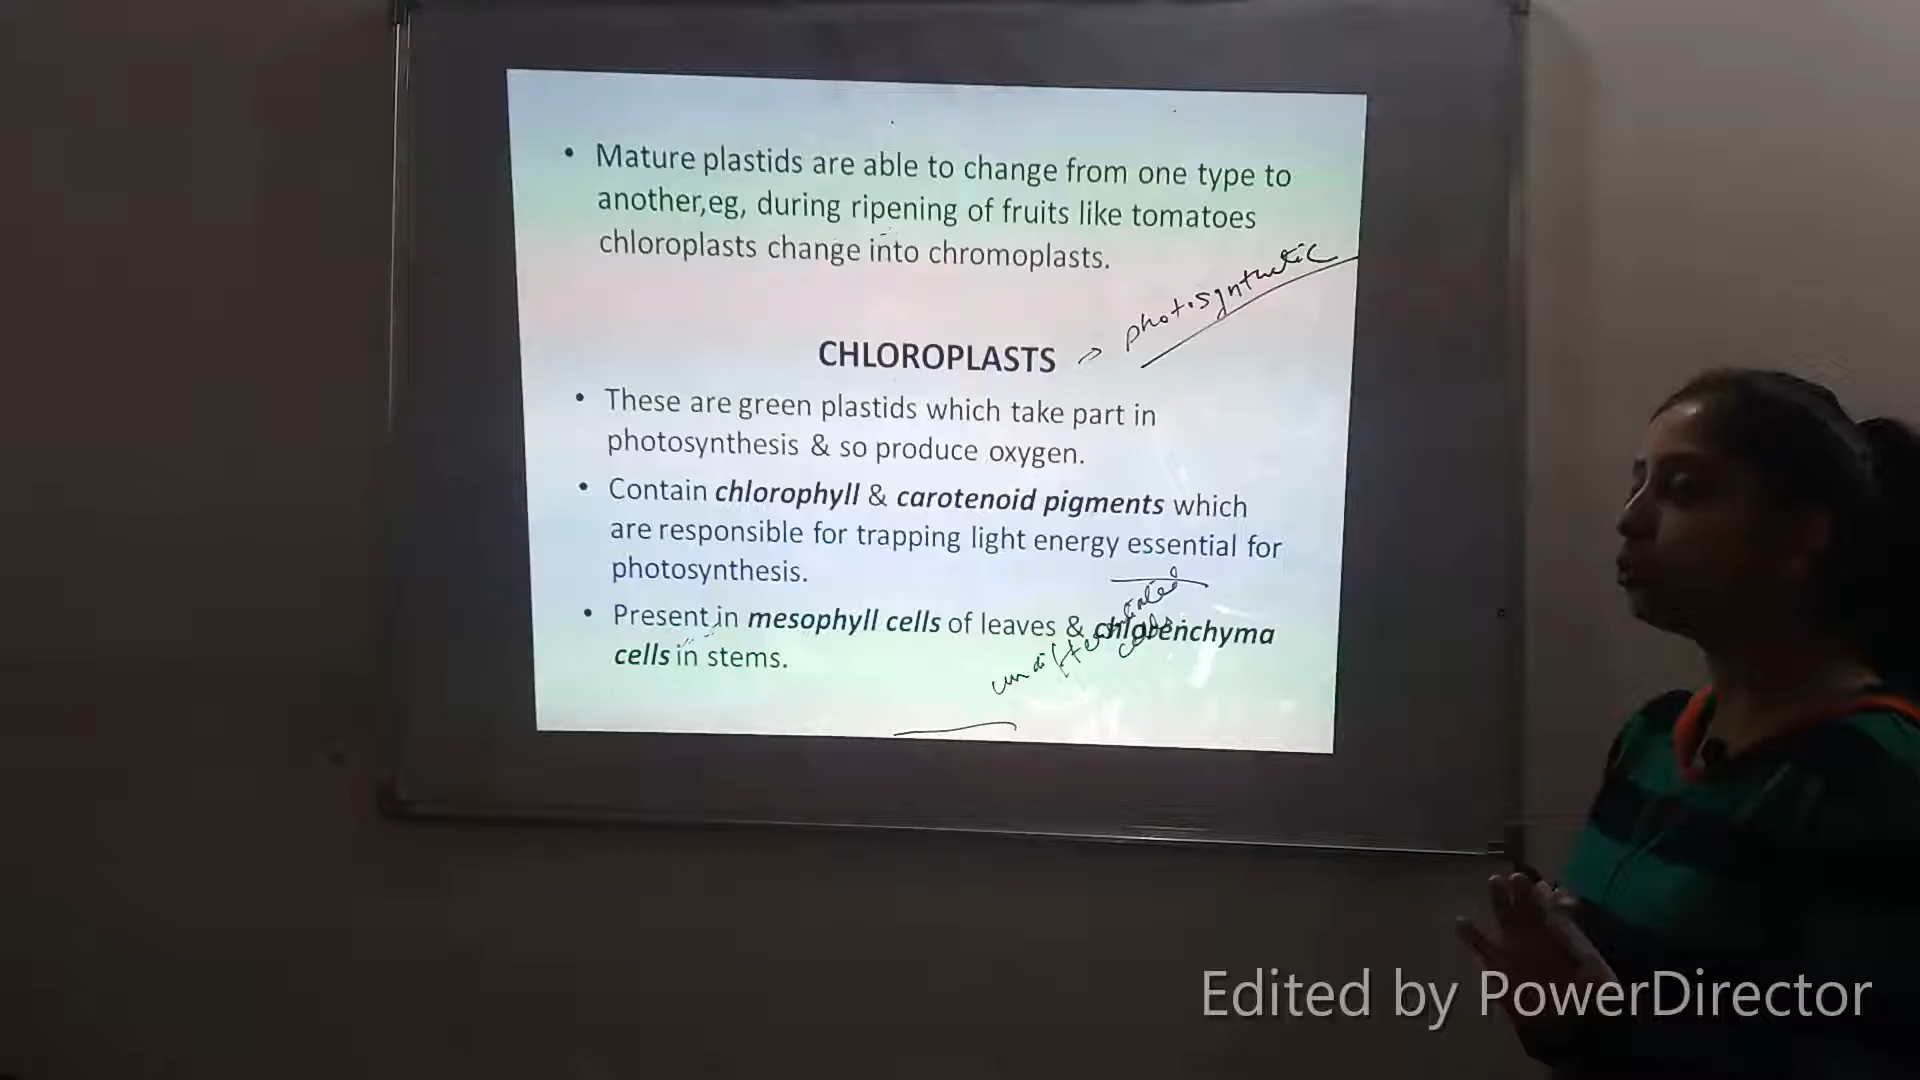 • Mature plastids are able to change from one type to
another,eg, during ripening of fruits like tomatoes
chloroplasts change into chromoplasts.
photosynthetic
CHLOROPLASTS →
• These are green plastids which take part in
photosynthesis & so produce oxygen.
• Contain chlorophyll & carotenoid pigments which
are responsible for trapping light energy essential for
photosynthesis.
• Present in mesophyll cells of leaves & chlorenchyma
cells in stems.
undifferentiated
cells
Edited by PowerDirector